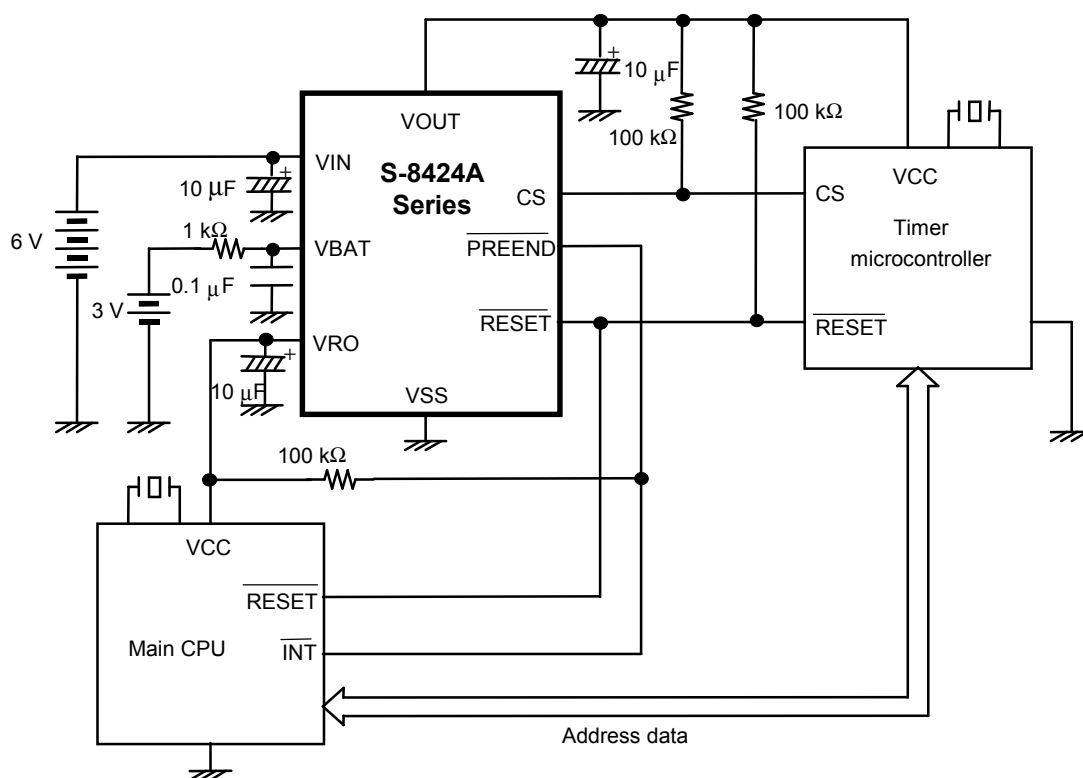 10 μF
100 kΩ
100 kΩ
VOUT
VIN
S-8424A
Series
VCC
10 μF
CS
CS
Timer
microcontroller
1 kΩ
6 V
VBAT
PREEND
0.1 μF
3 V
RESET
RESET
VRO
10 μF
VSS
100 kΩ
VCC
RESET
Main CPU
INT
Address data